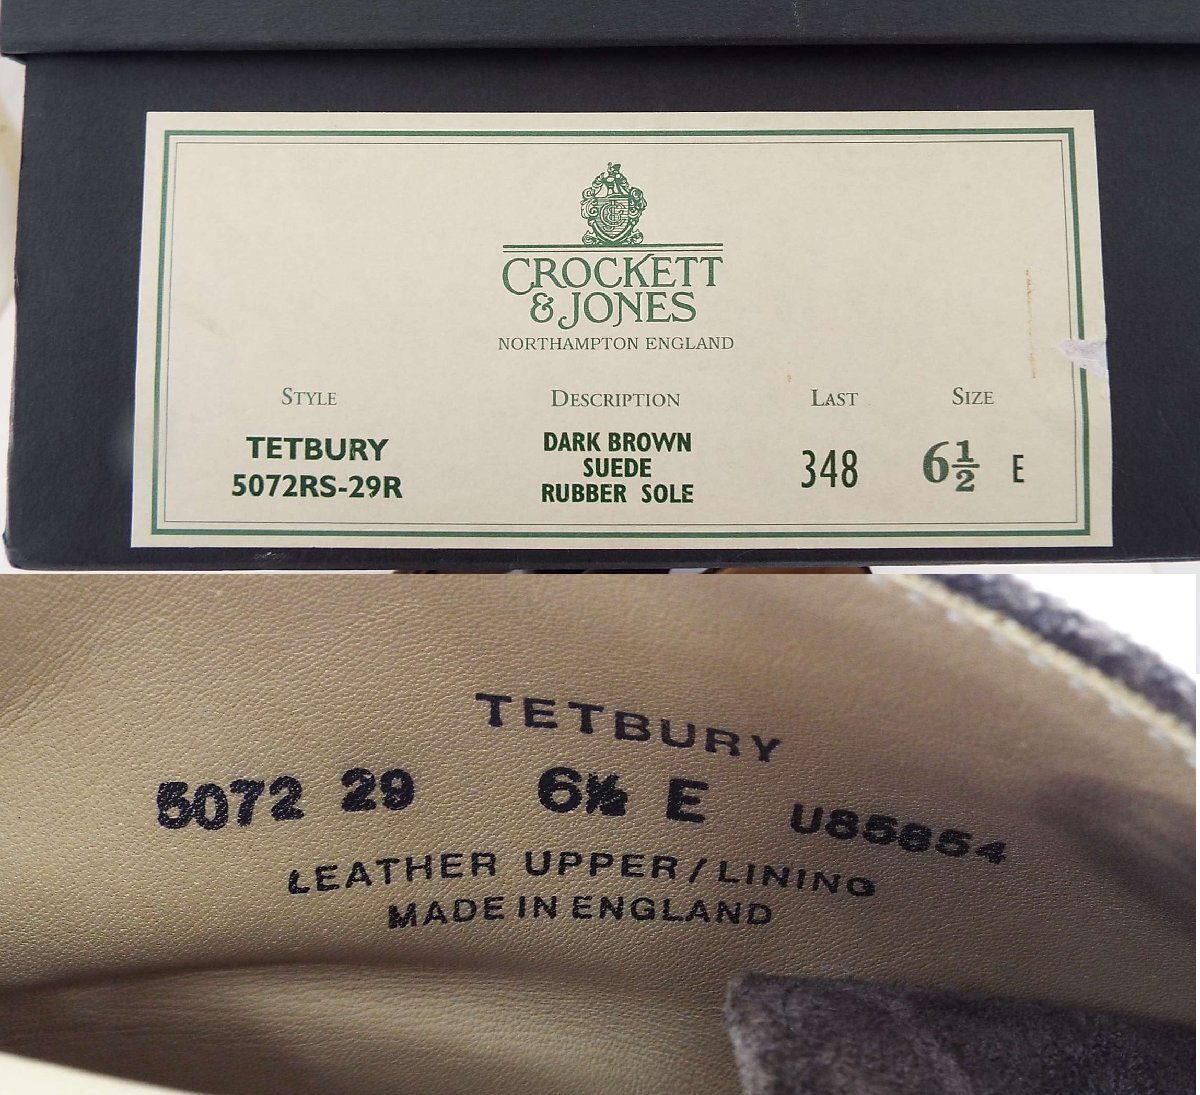 CROCKETT
& JONES
NORTHAMPTON ENGLAND
STYLE DESCRIPTION LAST SIZE
TETBURY
5072RS-29R
DARK BROWN
SUEDE
RUBBER SOLE
348
6½ E
TETBURY
5072 29 6½ E U85854
LEATHER UPPER/LINING
MADE IN ENGLAND